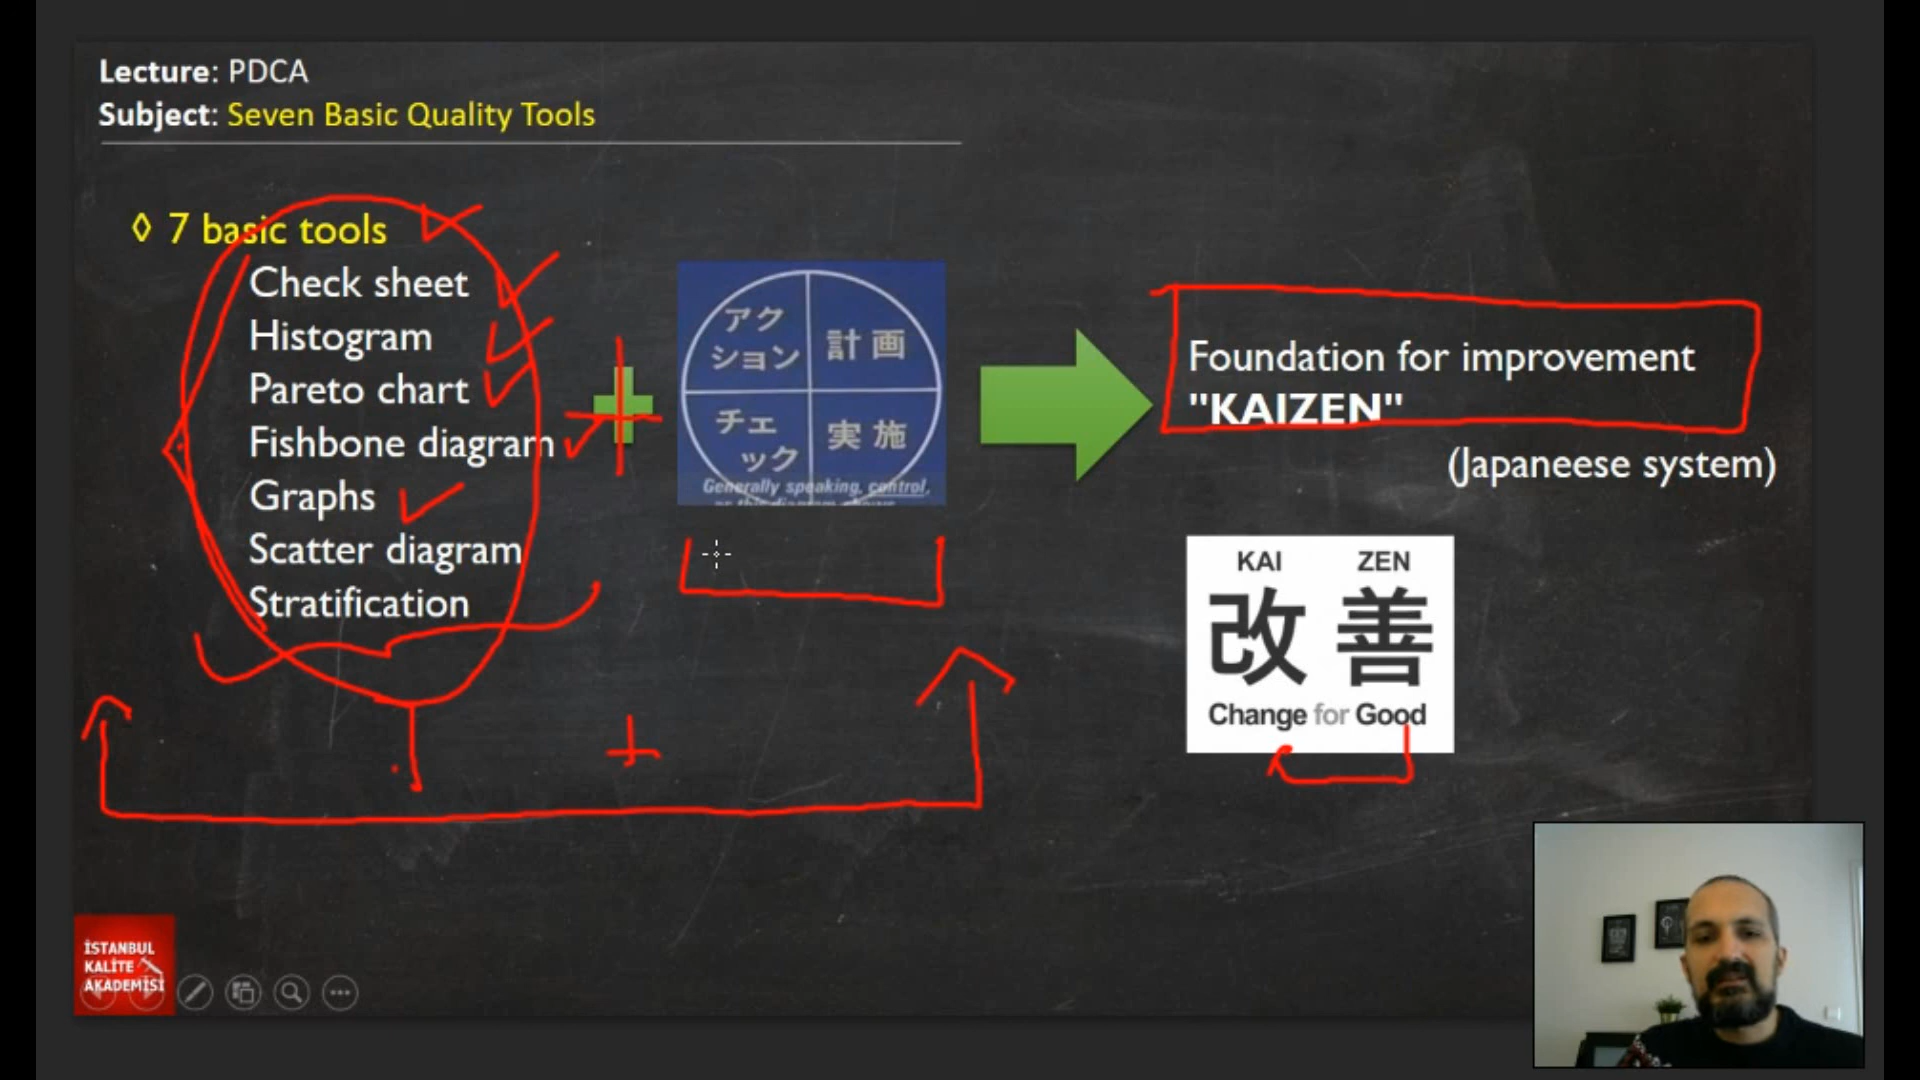 Lecture: PDCA
Subject: Seven Basic Quality Tools
◊ 7 basic tools
Check sheet
Histogram
Pareto chart
Fishbone diagram
Graphs
Scatter diagram
Stratification
アク
ション
計画
チェ
ック
実施
Generally speaking, control,
Foundation for improvement
"KAIZEN"
(Japaneese system)
KAI ZEN
改善
Change for Good
İSTANBUL
KALİTE
AKADEMİSİ